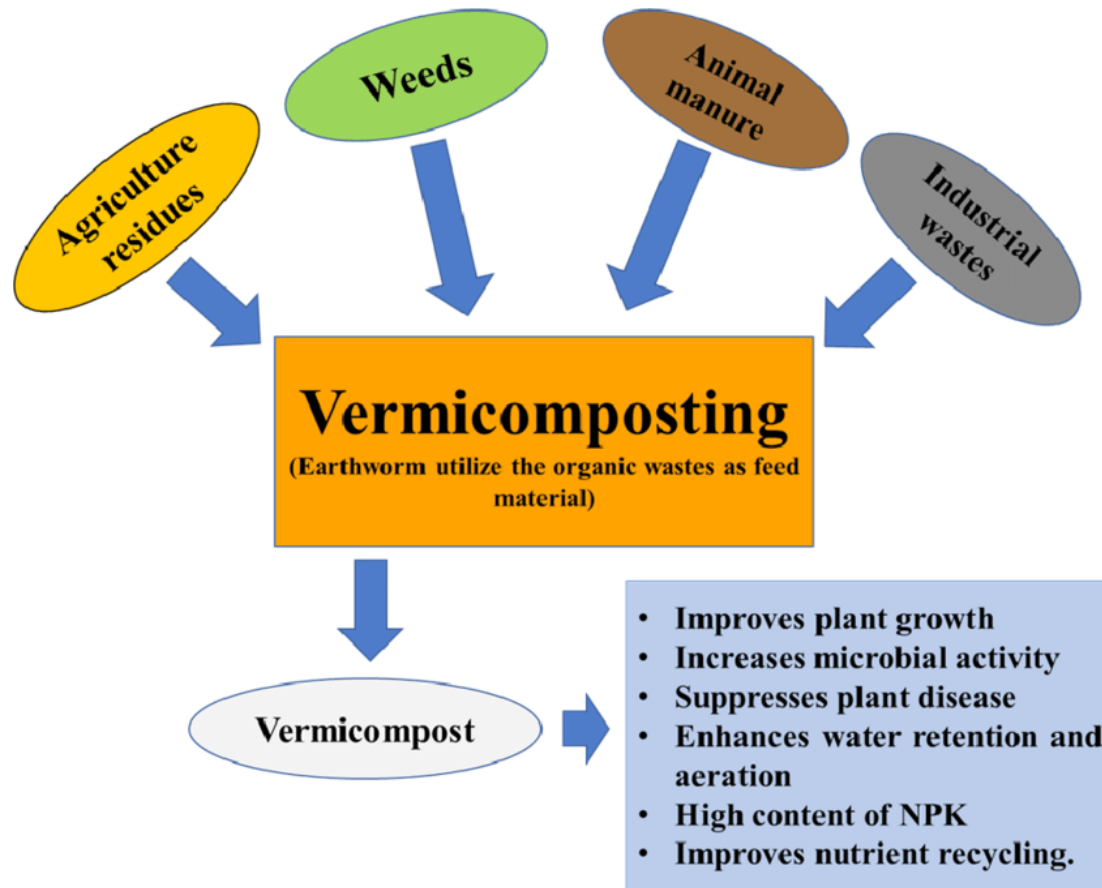 Weeds
Animal
manure
Agriculture
residues
Industrial
wastes
Vermicomposting
(Earthworm utilize the organic wastes as feed
material)
Vermicompost
• Improves plant growth
• Increases microbial activity
• Suppresses plant disease
• Enhances water retention and
aeration
• High content of NPK
• Improves nutrient recycling.